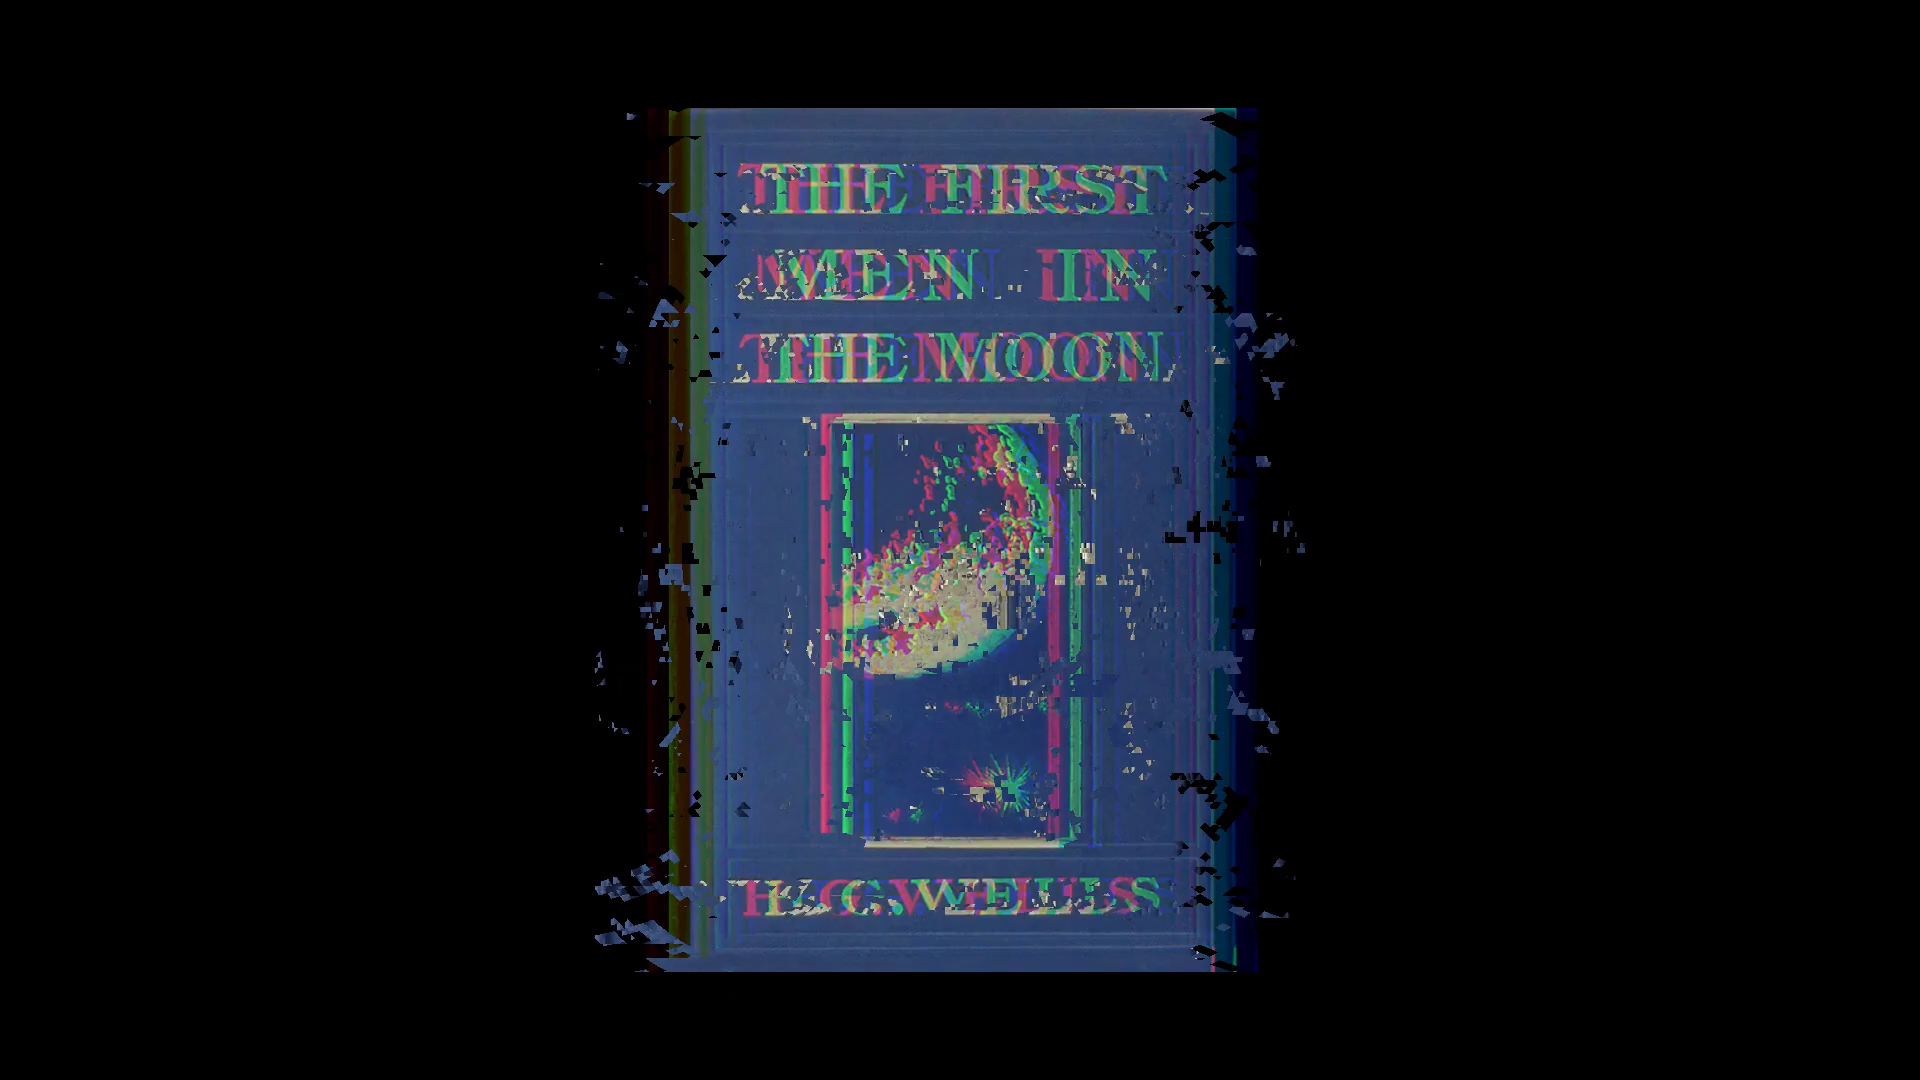 THE FIRST
MEN IN
THE MOON
H. G. WELLS